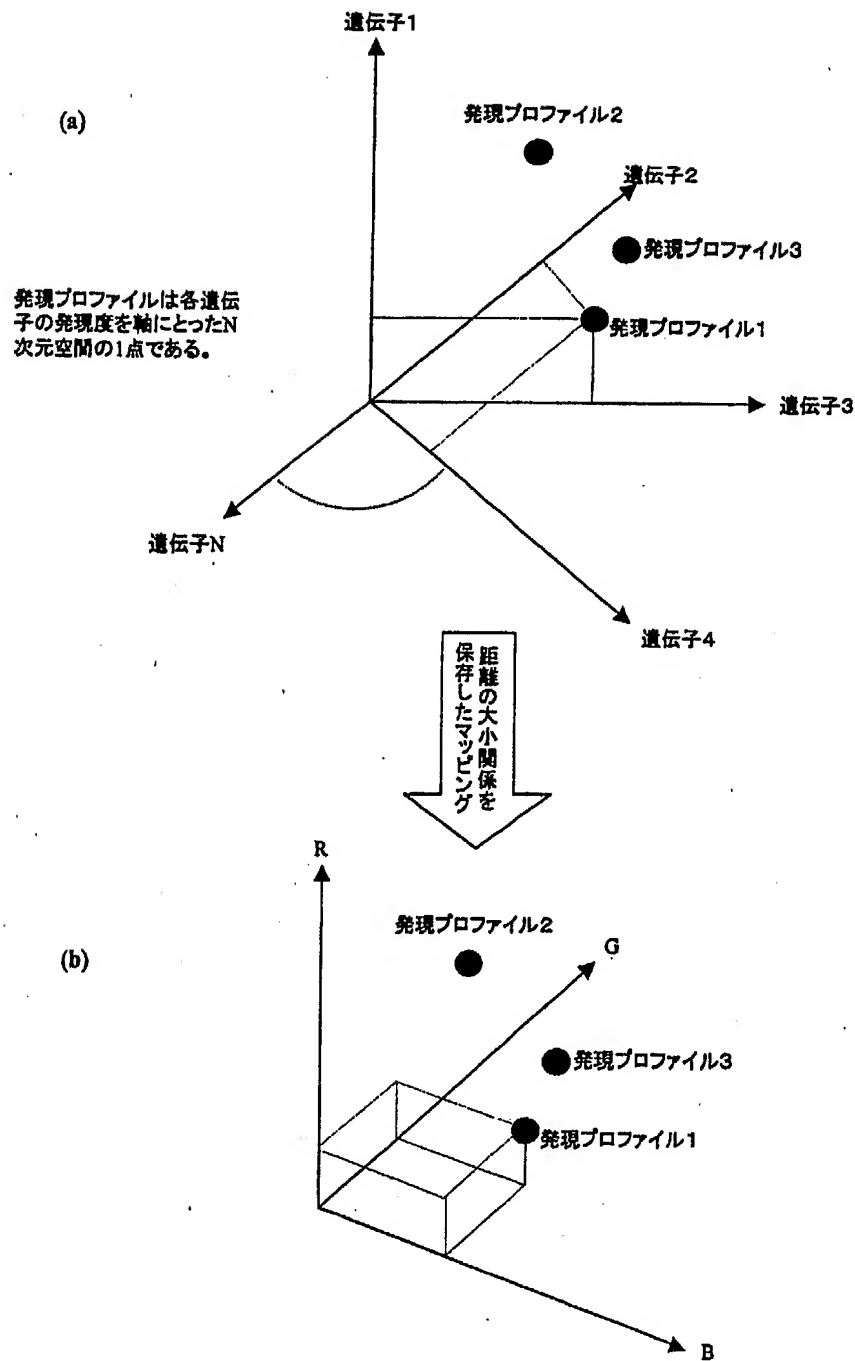 遺伝子1
(a)
発現プロファイル2
遺伝子2
発現プロファイル3
発現プロファイルは各遺伝
子の発現度を軸にとったN
次元空間の1点である。
発現プロファイル1
遺伝子3
遺伝子N
遺伝子4
距離の大小関係を
保存したマッピング
R
発現プロファイル2
G
(b)
発現プロファイル3
発現プロファイル1
B